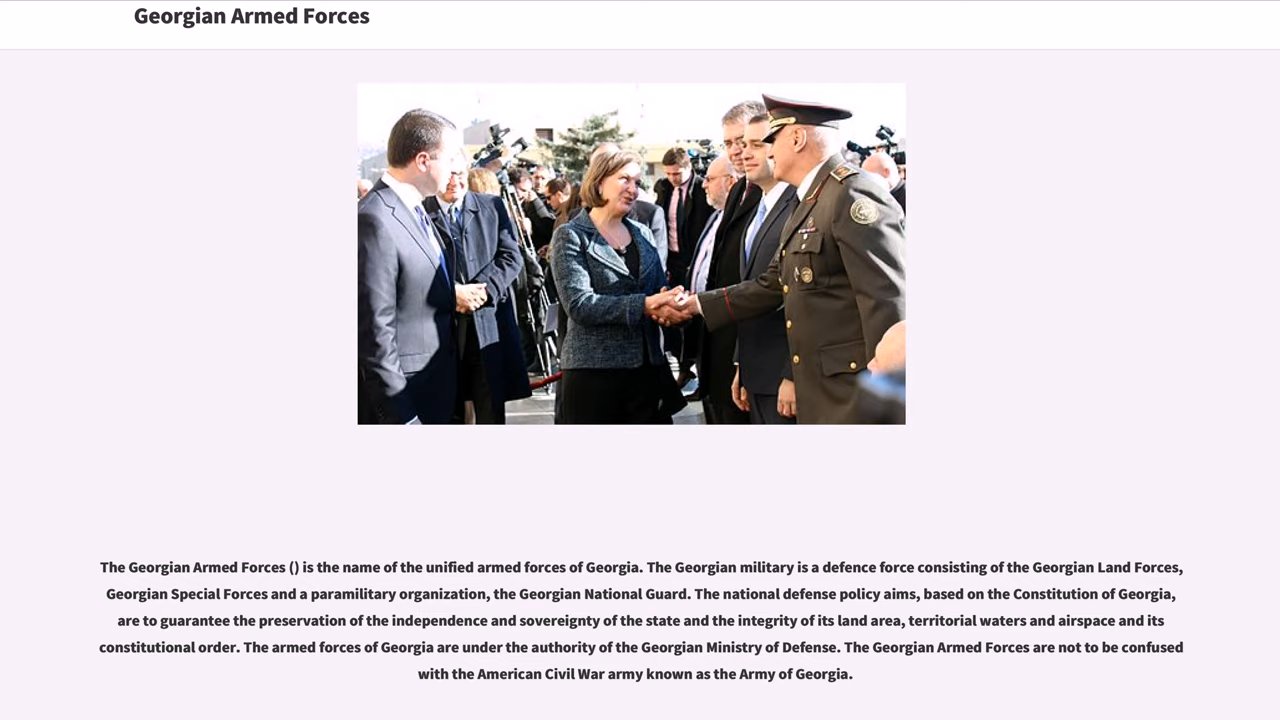 Georgian Armed Forces
The Georgian Armed Forces () is the name of the unified armed forces of Georgia. The Georgian military is a defence force consisting of the Georgian Land Forces,
Georgian Special Forces and a paramilitary organization, the Georgian National Guard. The national defense policy aims, based on the Constitution of Georgia,
are to guarantee the preservation of the independence and sovereignty of the state and the integrity of its land area, territorial waters and airspace and its
constitutional order. The armed forces of Georgia are under the authority of the Georgian Ministry of Defense. The Georgian Armed Forces are not to be confused
with the American Civil War army known as the Army of Georgia.